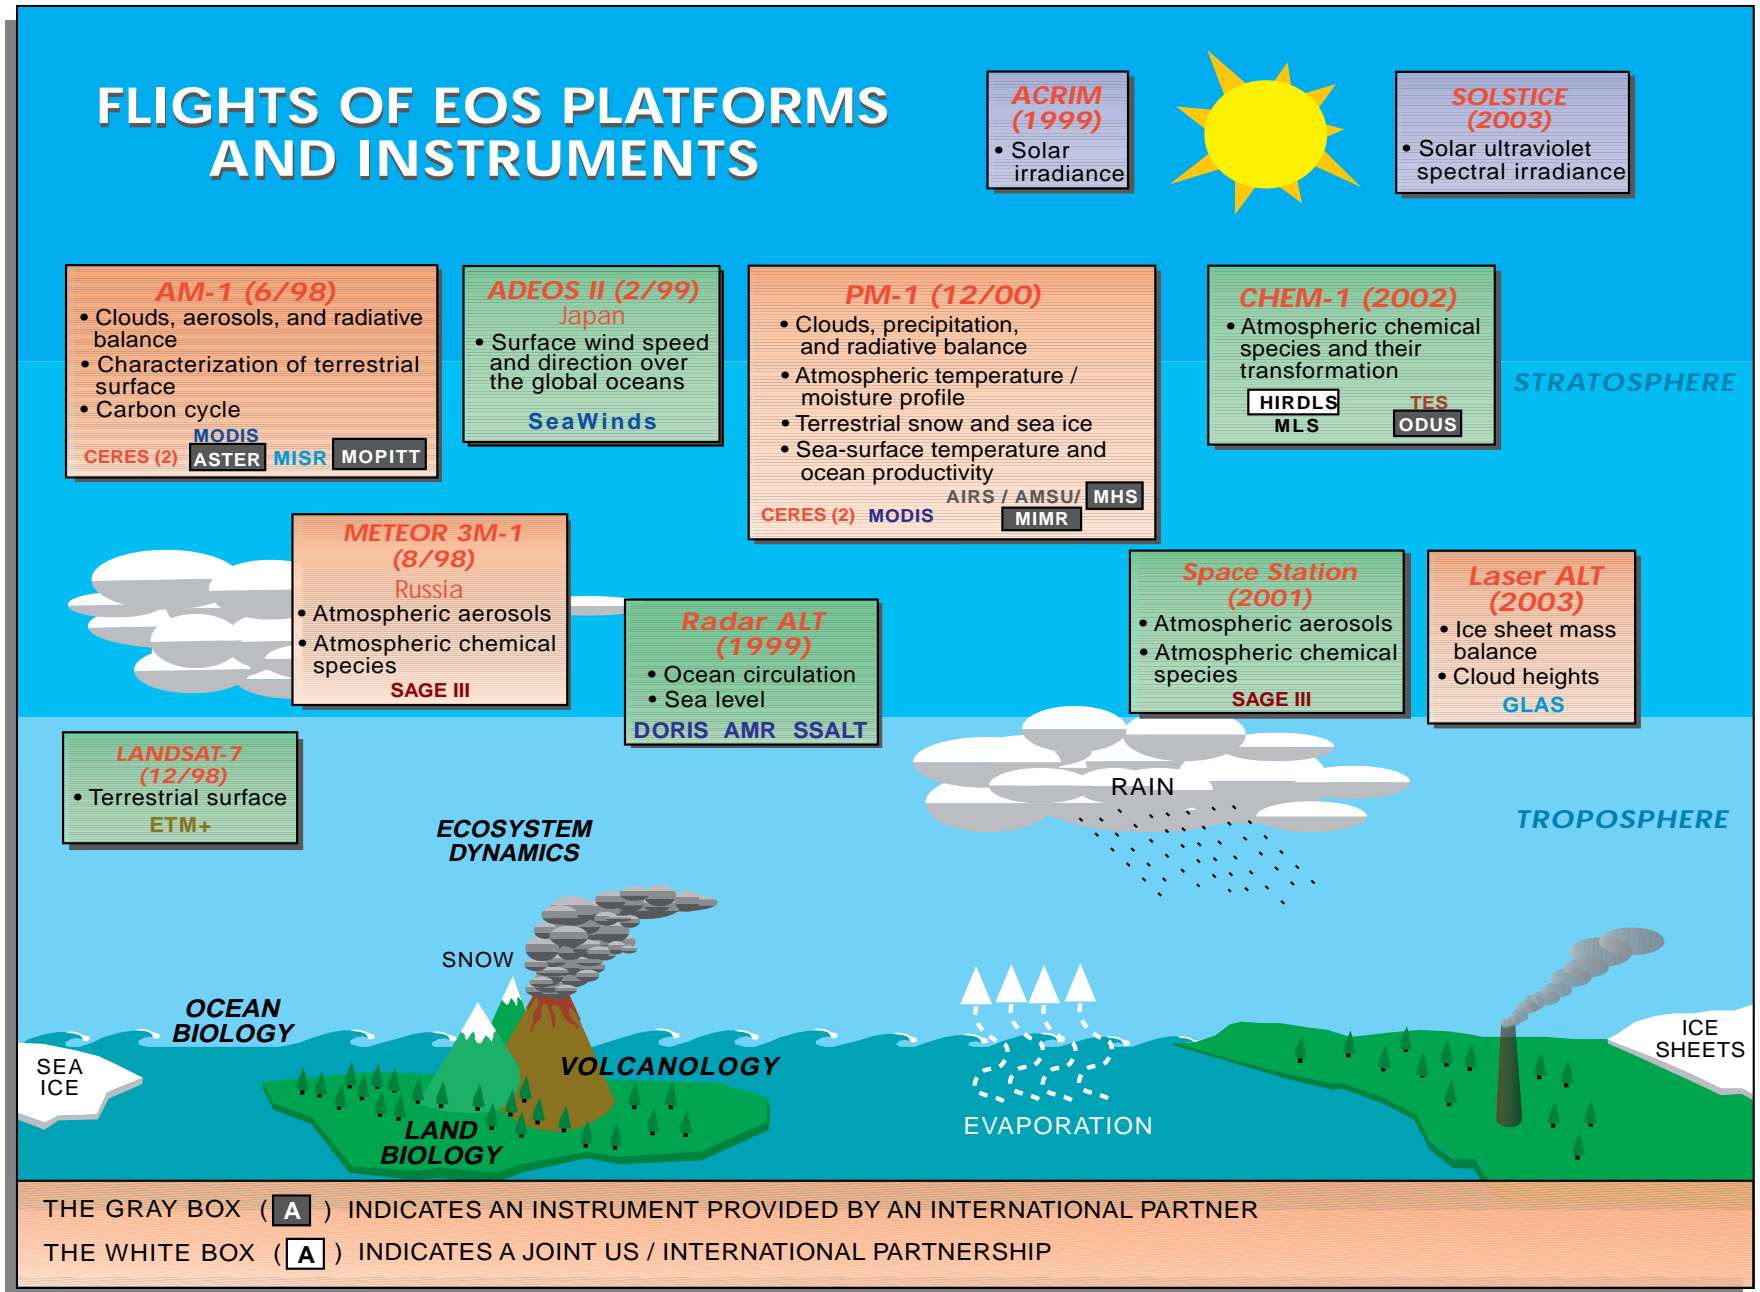 FLIGHTS OF EOS PLATFORMS
AND INSTRUMENTS
ACRIM
(1999)
• Solar
irradiance
SOLSTICE
(2003)
• Solar ultraviolet
spectral irradiance
AM-1 (6/98)
• Clouds, aerosols, and radiative
balance
• Characterization of terrestrial
surface
• Carbon cycle
MODIS
CERES (2) ASTER MISR MOPITT
ADEOS II (2/99)
Japan
• Surface wind speed
and direction over
the global oceans
SeaWinds
PM-1 (12/00)
• Clouds, precipitation,
and radiative balance
• Atmospheric temperature /
moisture profile
• Terrestrial snow and sea ice
• Sea-surface temperature and
ocean productivity
AIRS / AMSU/ MHS
CERES (2) MODIS MIMR
CHEM-1 (2002)
• Atmospheric chemical
species and their
transformation
HIRDLS TES
MLS ODUS
STRATOSPHERE
METEOR 3M-1
(8/98)
Russia
• Atmospheric aerosols
• Atmospheric chemical
species
SAGE III
Radar ALT
(1999)
• Ocean circulation
• Sea level
DORIS AMR SSALT
Space Station
(2001)
• Atmospheric aerosols
• Atmospheric chemical
species
SAGE III
Laser ALT
(2003)
• Ice sheet mass
balance
• Cloud heights
GLAS
LANDSAT-7
(12/98)
• Terrestrial surface
ETM+
RAIN
TROPOSPHERE
ECOSYSTEM
DYNAMICS
SNOW
OCEAN
BIOLOGY
SEA
ICE
VOLCANOLOGY
LAND
BIOLOGY
EVAPORATION
ICE
SHEETS
THE GRAY BOX ( A ) INDICATES AN INSTRUMENT PROVIDED BY AN INTERNATIONAL PARTNER
THE WHITE BOX ( A ) INDICATES A JOINT US / INTERNATIONAL PARTNERSHIP